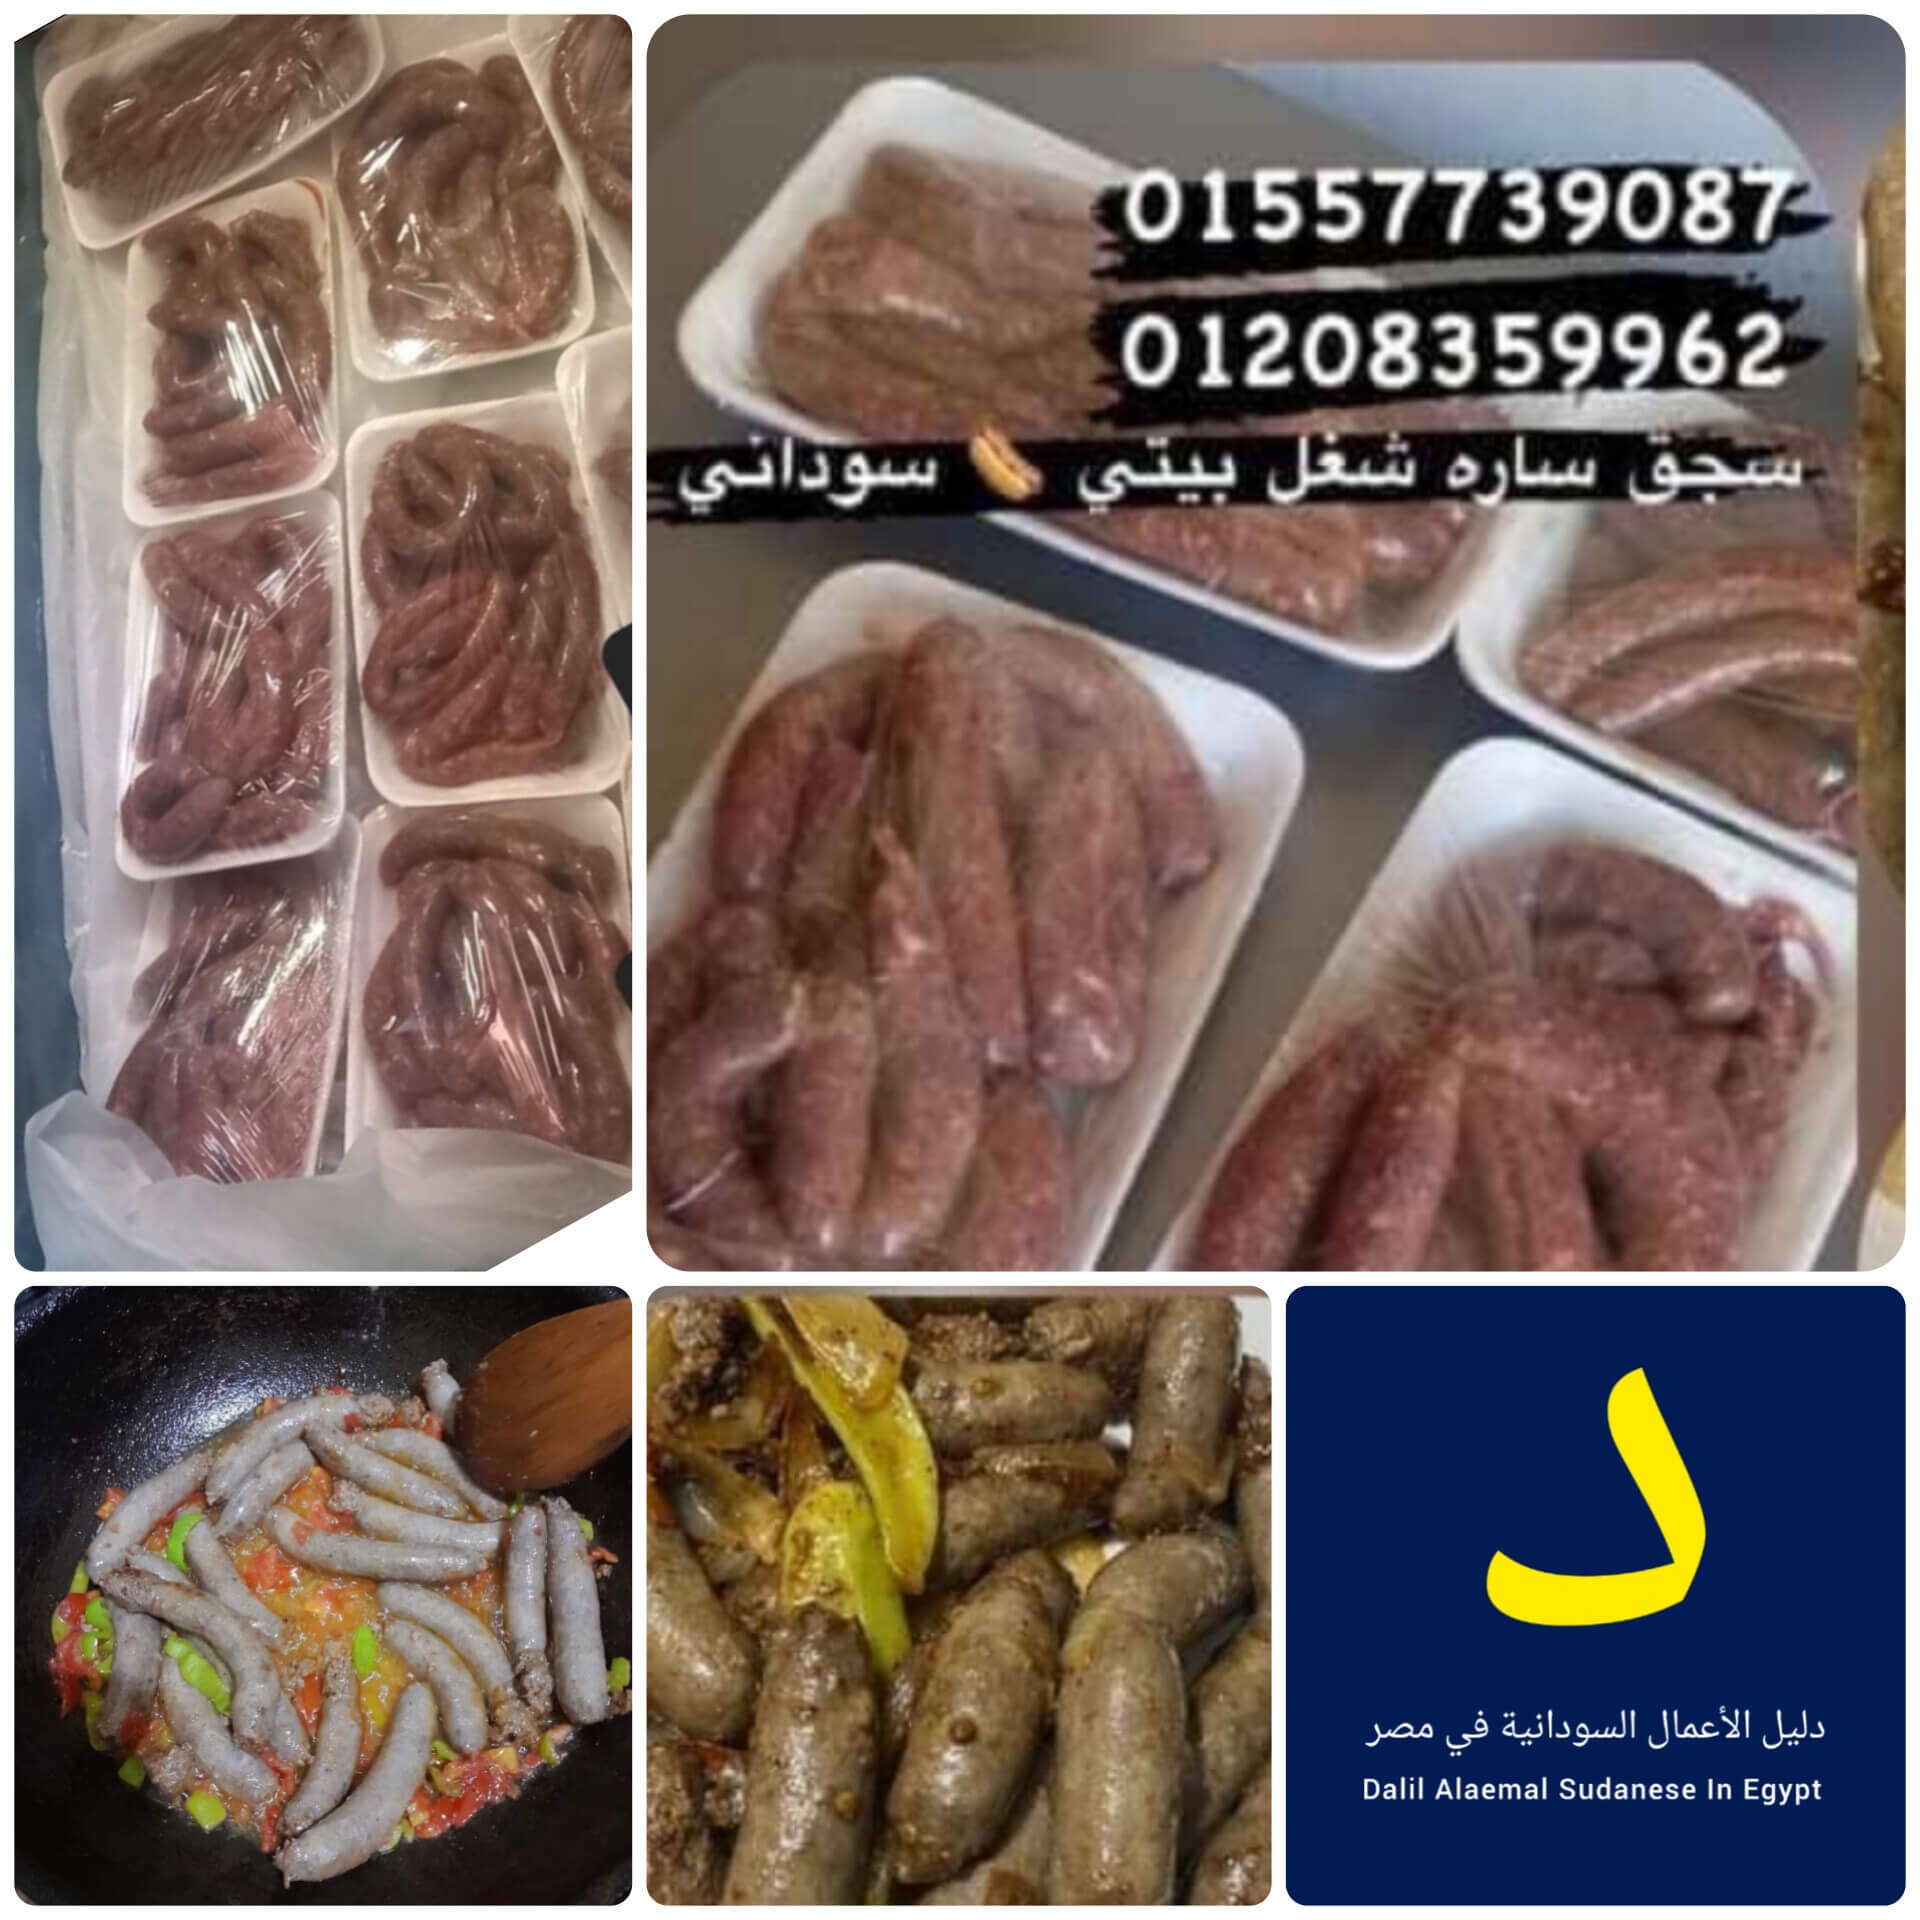 01557739087
01208359962
سجق ساره شغل بيتي 🌭 سوداني
د
دليل الأعمال السودانية في مصر
Dalil Alaemal Sudanese In Egypt